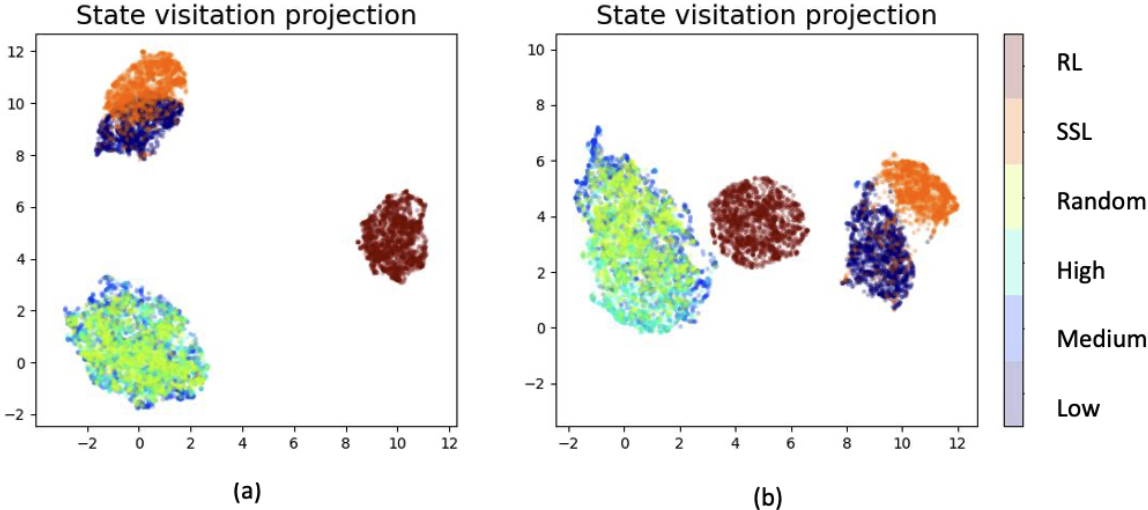 State visitation projection
12
10
8
6
4
2
0
−2
−2 0 2 4 6 8 10 12
(a)
State visitation projection
10
8
6
4
2
0
−2
−2 0 2 4 6 8 10 12
(b)
RL
SSL
Random
High
Medium
Low